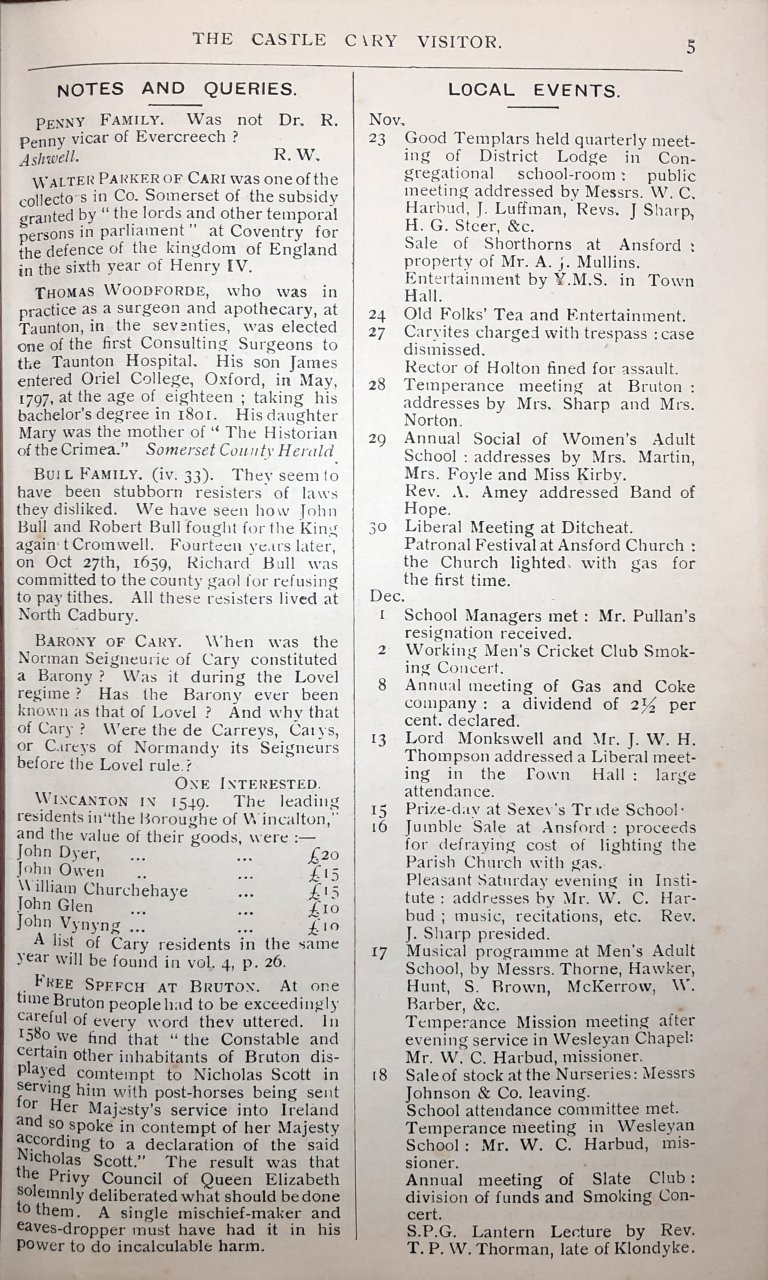 THE CASTLE CARY VISITOR.
5
NOTES AND QUERIES.
PENNY FAMILY. Was not Dr. R.
Penny vicar of Evercreech ?
Ashwell. R. W.
WALTER PARKER OF CARI was one of the
collecto s in Co. Somerset of the subsidy
granted by " the lords and other temporal
persons in parliament " at Coventry for
the defence of the kingdom of England
in the sixth year of Henry IV.
THOMAS WOODFORDE, who was in
practice as a surgeon and apothecary, at
Taunton, in the seventies, was elected
one of the first Consulting Surgeons to
the Taunton Hospital. His son James
entered Oriel College, Oxford, in May,
1797, at the age of eighteen ; taking his
bachelor's degree in 1801. His daughter
Mary was the mother of " The Historian
of the Crimea." Somerset County Herald.
BULL FAMILY. (iv. 33). They seem to
have been stubborn resisters of laws
they disliked. We have seen how John
Bull and Robert Bull fought for the King
again t Cromwell. Fourteen years later,
on Oct 27th, 1659, Richard Bull was
committed to the county gaol for refusing
to pay tithes. All these resisters lived at
North Cadbury.
BARONY OF CARY. When was the
Norman Seigneurie of Cary constituted
a Barony ? Was it during the Lovel
regime ? Has the Barony ever been
known as that of Lovel ? And why that
of Cary ? Were the de Carreys, Carys,
or Careys of Normandy its Seigneurs
before the Lovel rule ?
ONE INTERESTED.
WINCANTON IN 1549. The leading
residents in "the Boroughe of Wincalton,"
and the value of their goods, were :—
John Dyer, ... ... £20
John Owen .. ... £15
William Churchehaye ... £15
John Glen ... ... £10
John Vynyng ... ... £10
A list of Cary residents in the same
year will be found in vol. 4, p. 26.
FREE SPEECH AT BRUTON. At one
time Bruton people had to be exceedingly
careful of every word they uttered. In
1580 we find that " the Constable and
certain other inhabitants of Bruton dis-
played comtempt to Nicholas Scott in
serving him with post-horses being sent
for Her Majesty's service into Ireland
and so spoke in contempt of her Majesty
according to a declaration of the said
Nicholas Scott." The result was that
the Privy Council of Queen Elizabeth
solemnly deliberated what should be done
to them. A single mischief-maker and
eaves-dropper must have had it in his
power to do incalculable harm.
LOCAL EVENTS.
Nov.
23 Good Templars held quarterly meet-
ing of District Lodge in Con-
gregational school-room : public
meeting addressed by Messrs. W. C.
Harbud, J. Luffman, Revs. J Sharp,
H. G. Steer, &c.
Sale of Shorthorns at Ansford :
property of Mr. A. J. Mullins.
Entertainment by Y.M.S. in Town
Hall.
24 Old Folks' Tea and Entertainment.
27 Caryites charged with trespass : case
dismissed.
Rector of Holton fined for assault.
28 Temperance meeting at Bruton :
addresses by Mrs. Sharp and Mrs.
Norton.
29 Annual Social of Women's Adult
School : addresses by Mrs. Martin,
Mrs. Foyle and Miss Kirby.
Rev. A. Amey addressed Band of
Hope.
30 Liberal Meeting at Ditcheat.
Patronal Festival at Ansford Church :
the Church lighted with gas for
the first time.
Dec.
1 School Managers met : Mr. Pullan's
resignation received.
2 Working Men's Cricket Club Smok-
ing Concert.
8 Annual meeting of Gas and Coke
company : a dividend of 2½ per
cent. declared.
13 Lord Monkswell and Mr. J. W. H.
Thompson addressed a Liberal meet-
ing in the Town Hall : large
attendance.
15 Prize-day at Sexey's Trade School.
16 Jumble Sale at Ansford : proceeds
for defraying cost of lighting the
Parish Church with gas.
Pleasant Saturday evening in Insti-
tute : addresses by Mr. W. C. Har-
bud ; music, recitations, etc. Rev.
J. Sharp presided.
17 Musical programme at Men's Adult
School, by Messrs. Thorne, Hawker,
Hunt, S. Brown, McKerrow, W.
Barber, &c.
Temperance Mission meeting after
evening service in Wesleyan Chapel:
Mr. W. C. Harbud, missioner.
18 Sale of stock at the Nurseries : Messrs
Johnson & Co. leaving.
School attendance committee met.
Temperance meeting in Wesleyan
School : Mr. W. C. Harbud, mis-
sioner.
Annual meeting of Slate Club :
division of funds and Smoking Con-
cert.
S.P.G. Lantern Lecture by Rev.
T. P. W. Thorman, late of Klondyke.